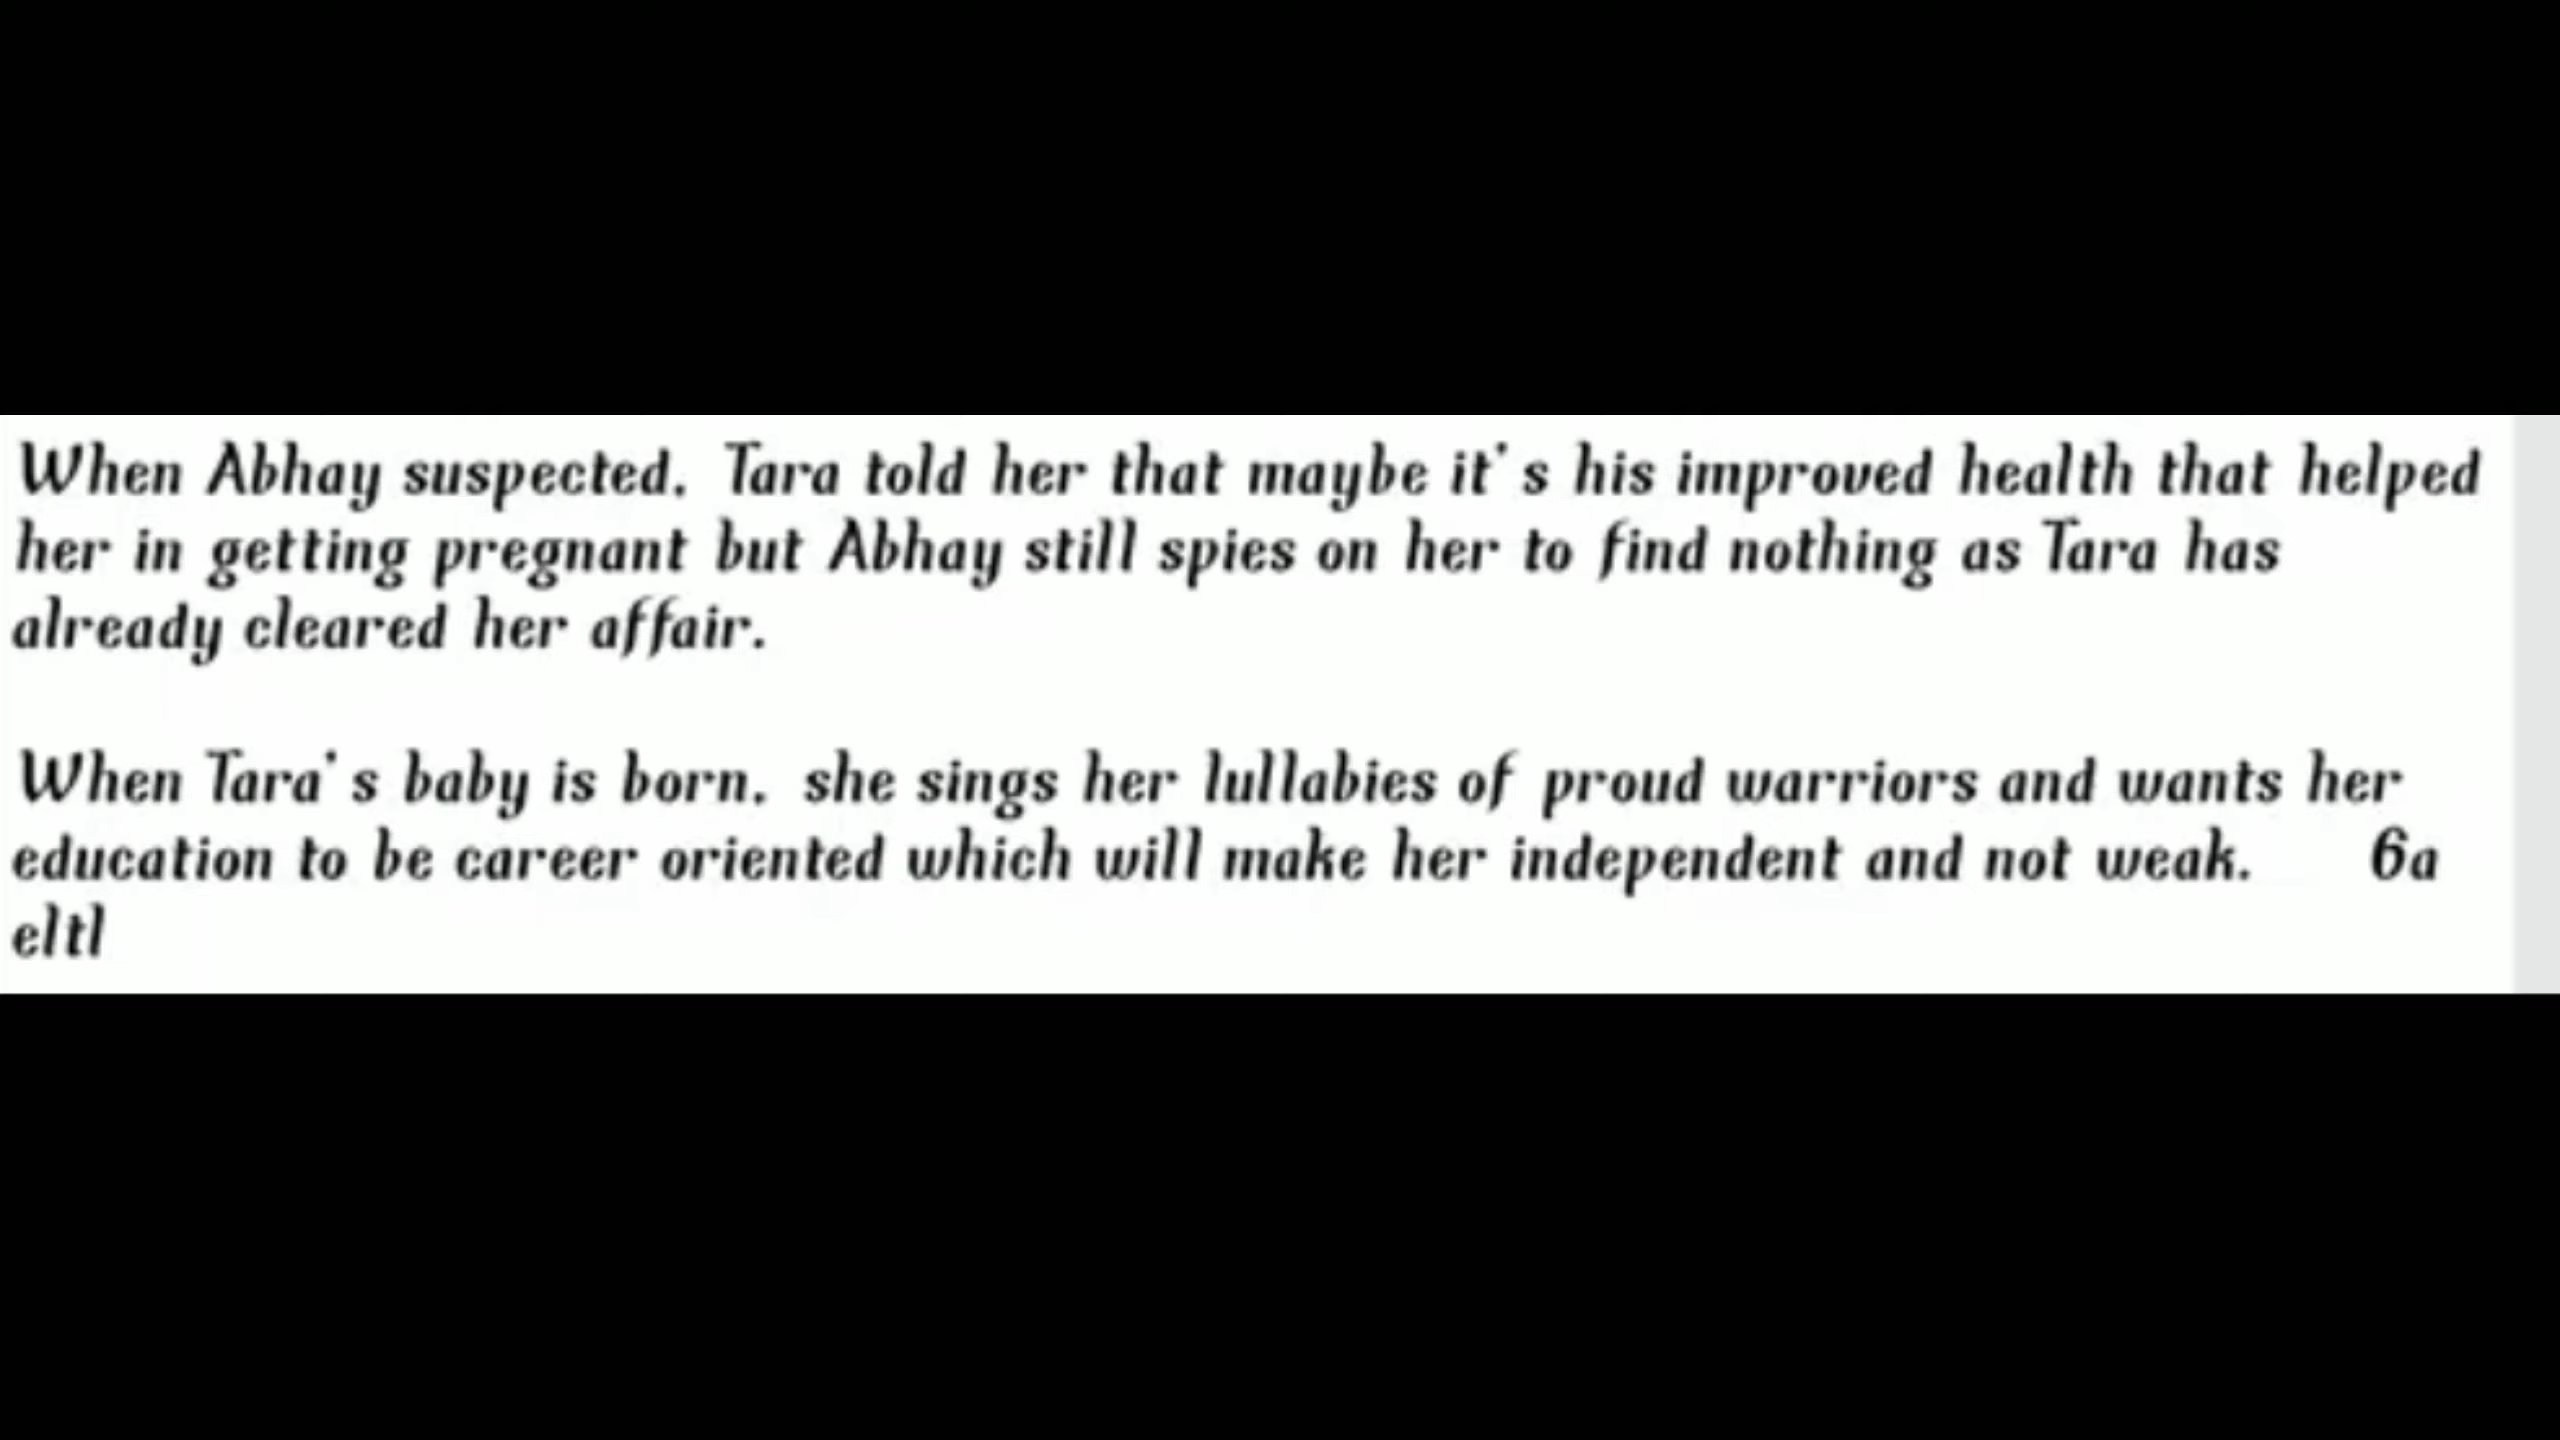 When Abhay suspected, Tara told her that maybe it's his improved health that helped
her in getting pregnant but Abhay still spies on her to find nothing as Tara has
already cleared her affair.
When Tara's baby is born, she sings her lullabies of proud warriors and wants her
education to be career oriented which will make her independent and not weak. 6a
eltl